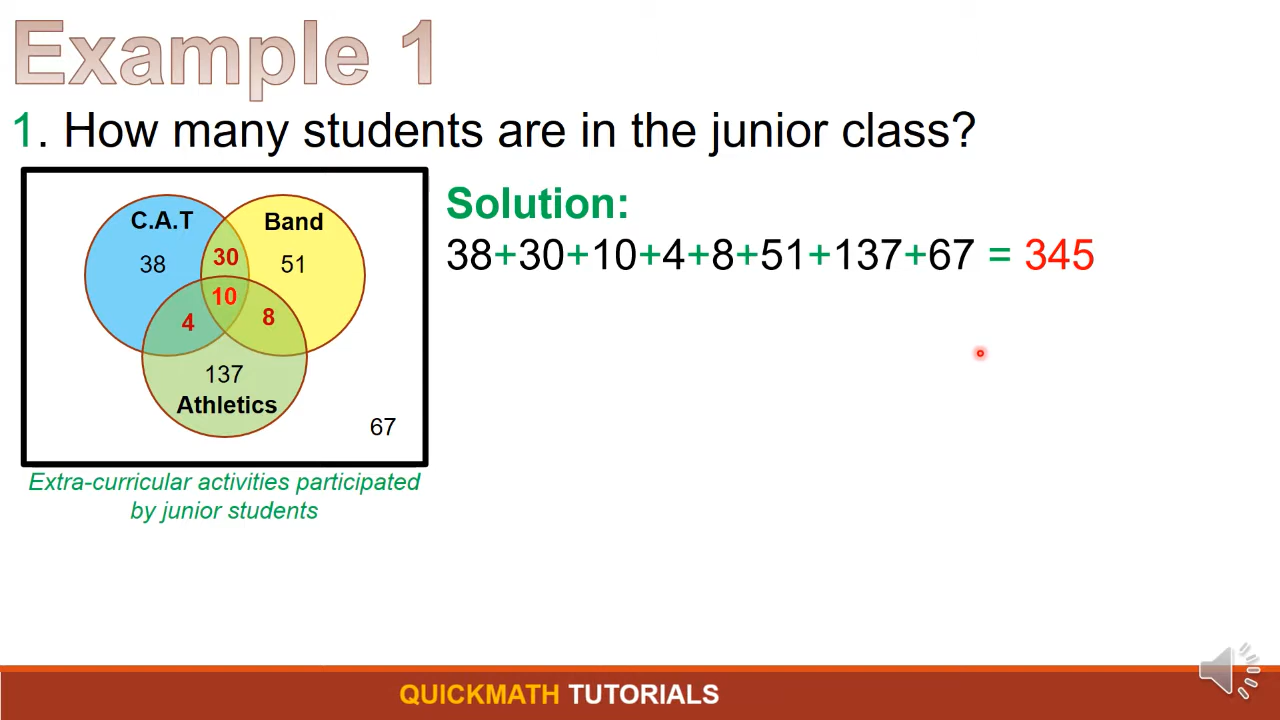 Example 1
1. How many students are in the junior class?
C.A.T
Band
38
30
51
10
4
8
137
Athletics
67
Extra-curricular activities participated
by junior students
Solution:
38+30+10+4+8+51+137+67 = 345
QUICKMATH TUTORIALS